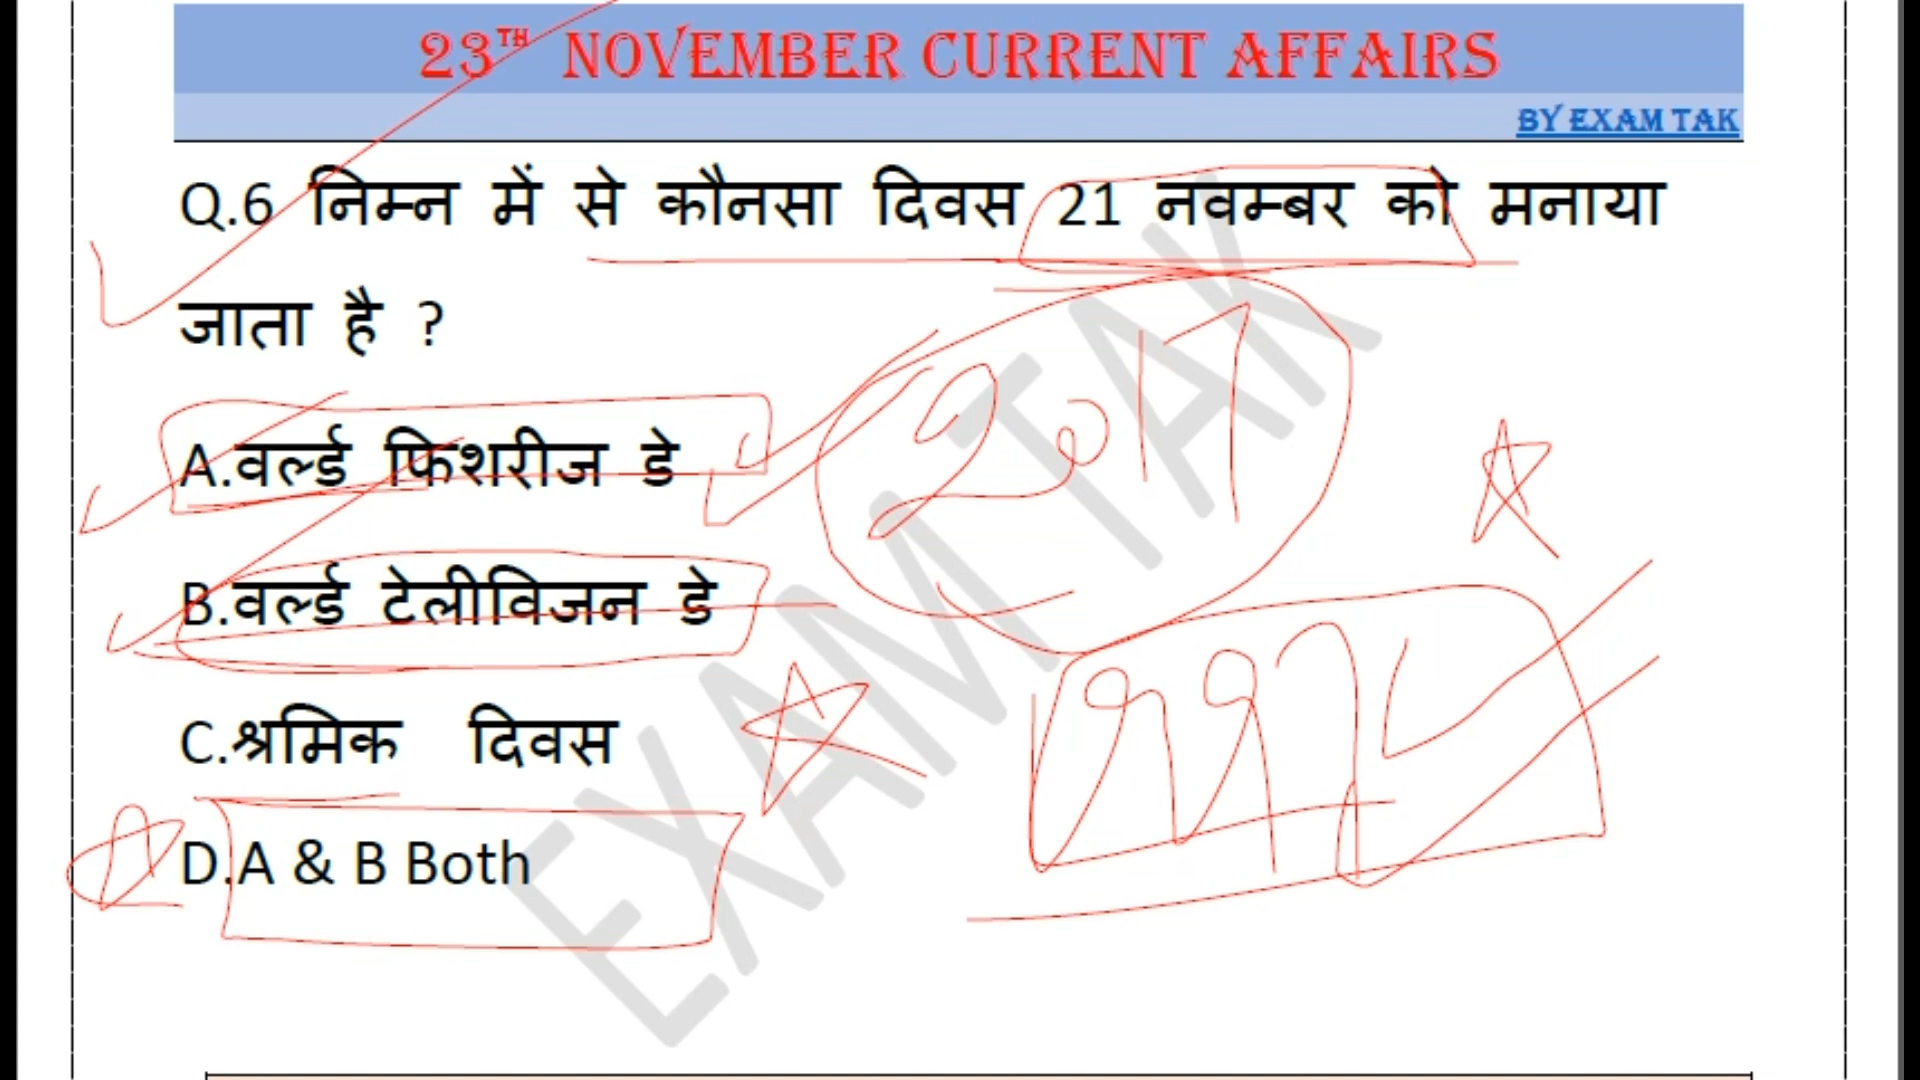 23TH NOVEMBER CURRENT AFFAIRS
BY EXAM TAK
Q.6 निम्न में से कौनसा दिवस 21 नवम्बर को मनाया
जाता है ?
A.वर्ल्ड फिशरीज डे
2017
B.वर्ल्ड टेलीविजन डे
C.श्रमिक दिवस
D.A & B Both
EXAM TAK